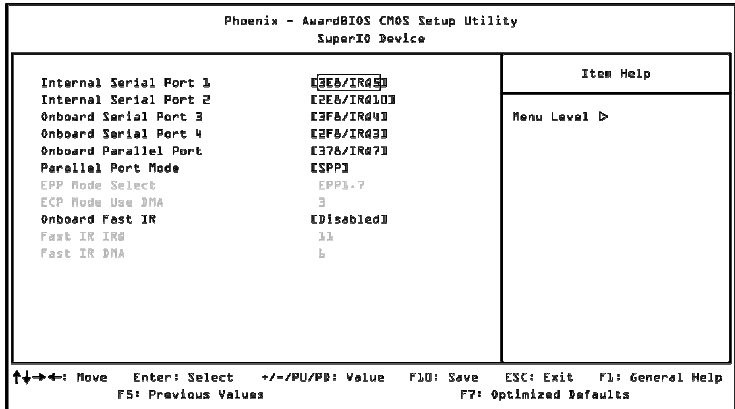 Phoenix - AwardBIOS CMOS Setup Utility
SuperIO Device
Internal Serial Port 1 [3E8/IRQ5]
Internal Serial Port 2 [2E8/IRQ10]
Onboard Serial Port 3 [3F8/IRQ4]
Onboard Serial Port 4 [2F8/IRQ3]
Onboard Parallel Port [378/IRQ7]
Parallel Port Mode [SPP]
EPP Mode Select EPP1.7
ECP Mode Use DMA 3
Onboard Fast IR [Disabled]
Fast IR IRQ 11
Fast IR DMA 6
Item Help
Menu Level ▷
↑↓→←: Move Enter: Select +/-/PU/PD: Value F10: Save ESC: Exit F1: General Help
F5: Previous Values F7: Optimized Defaults